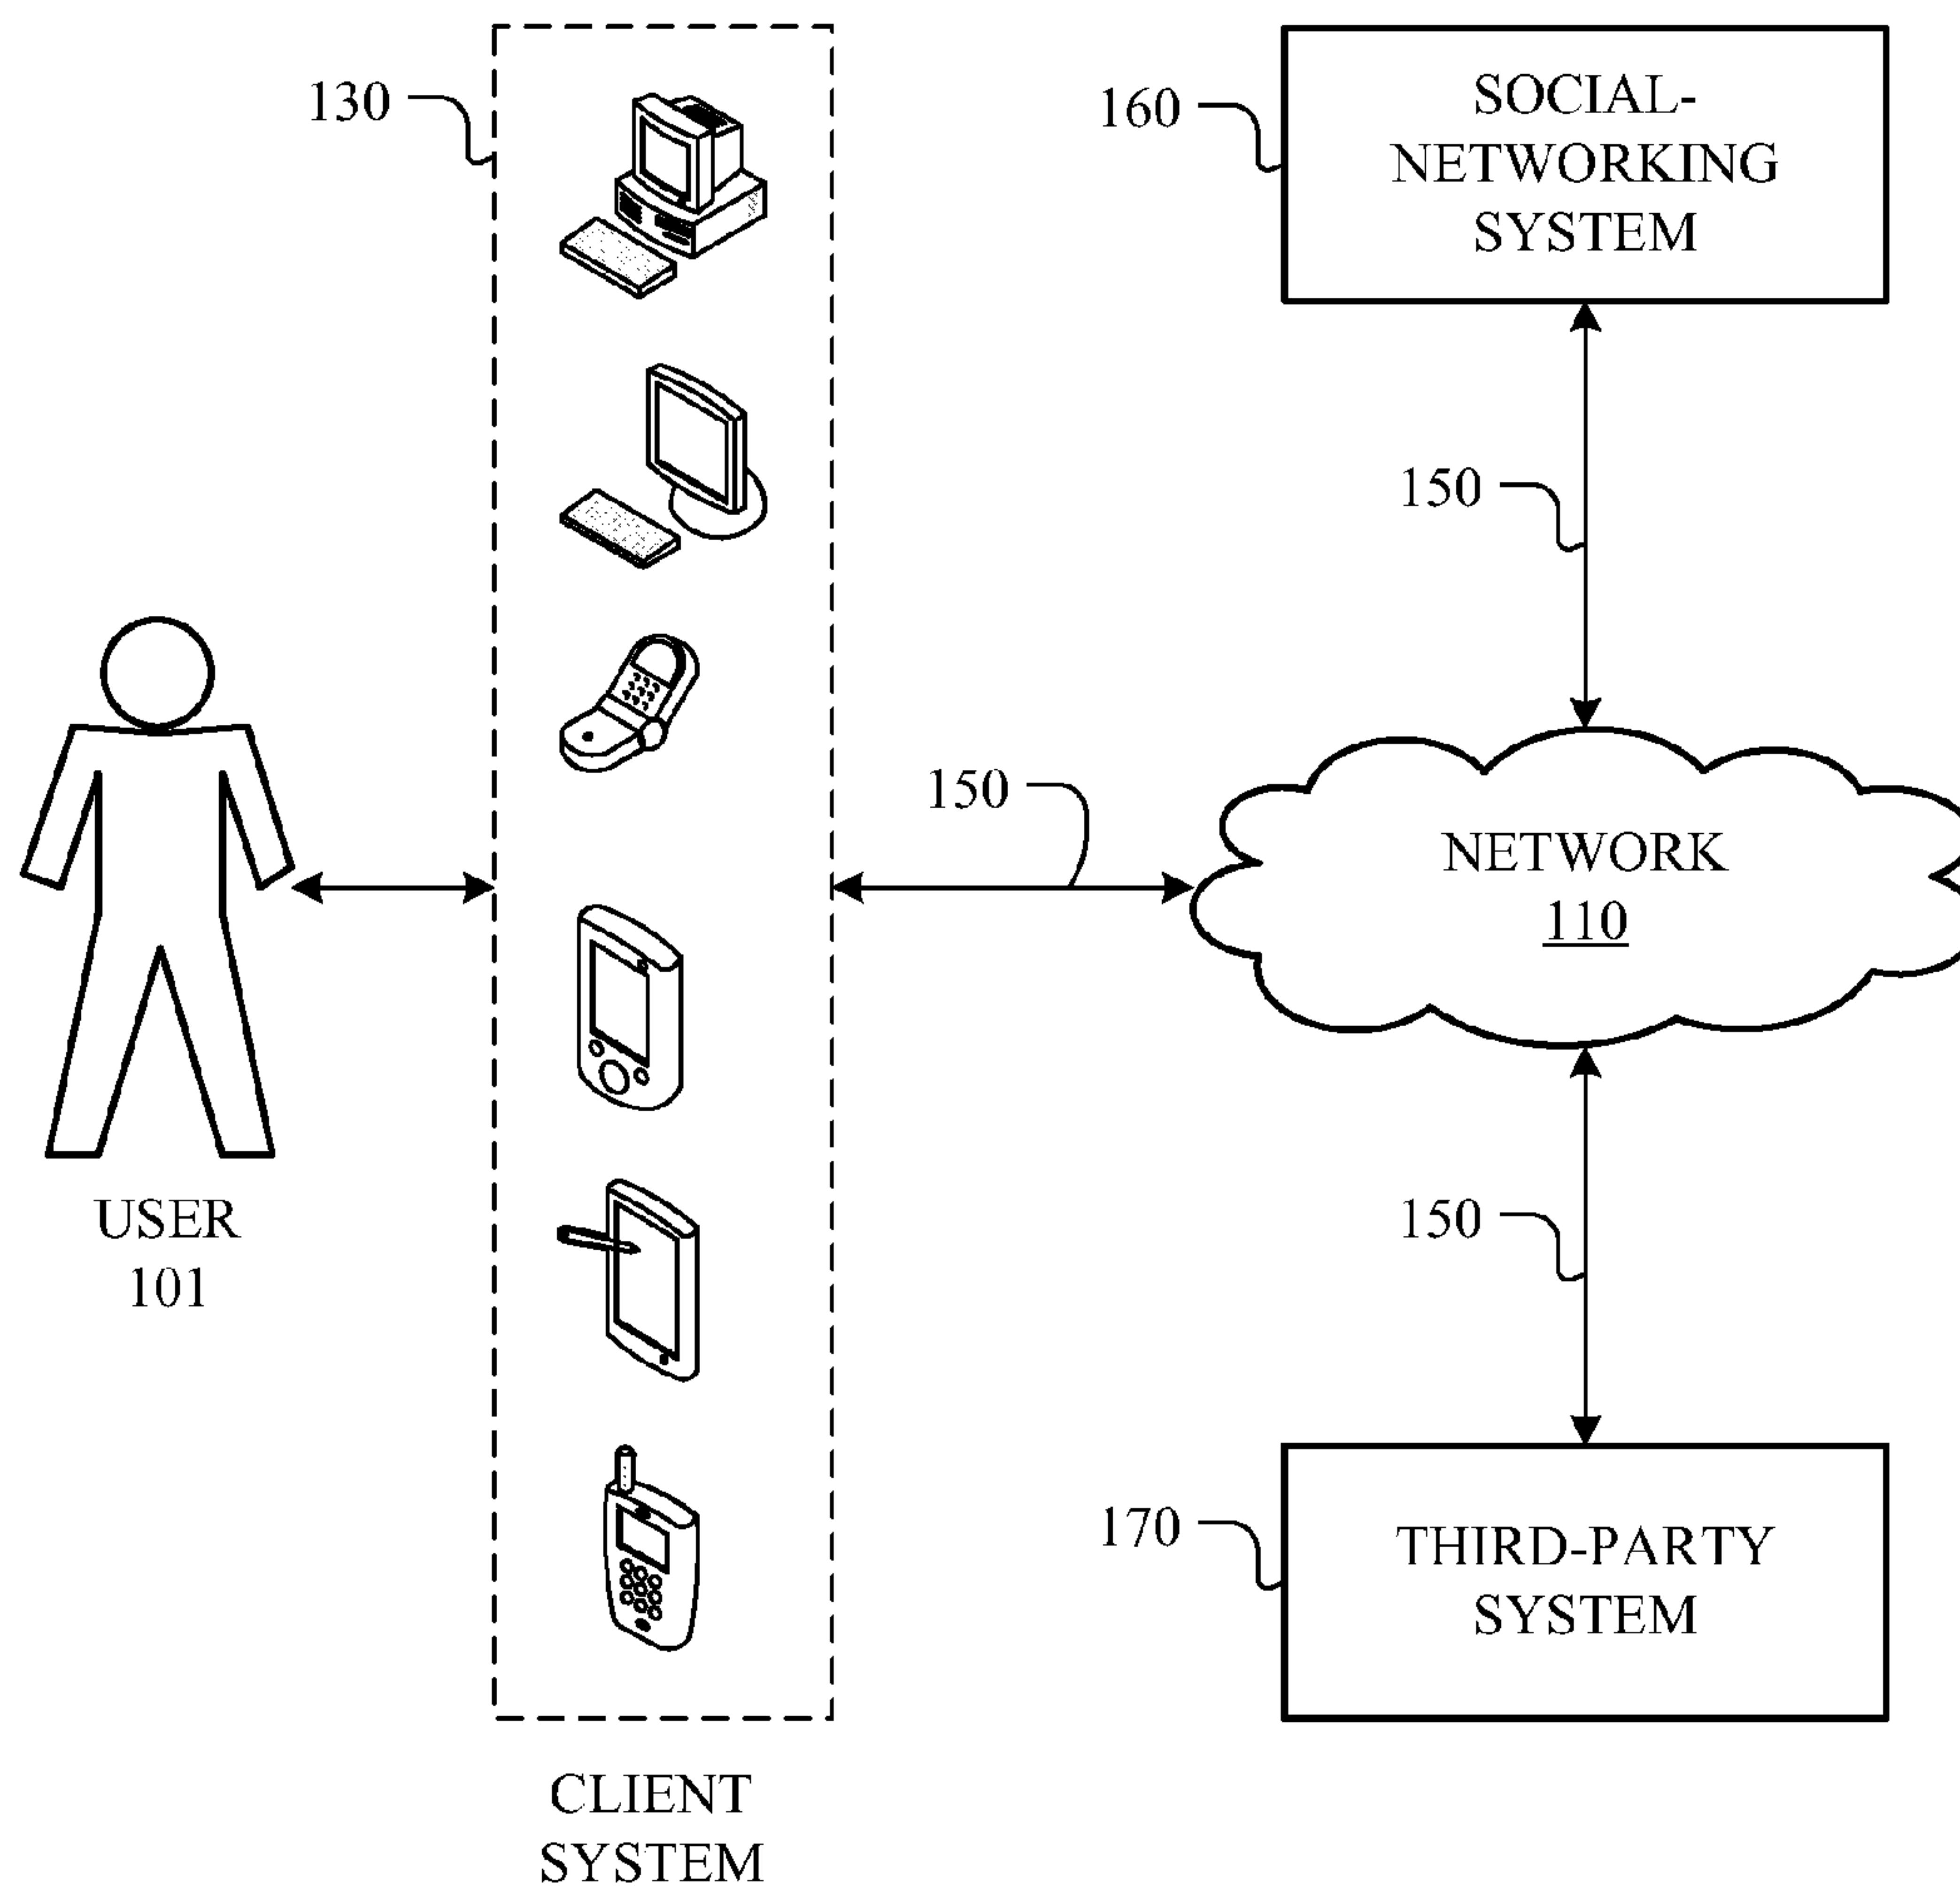 130
160
SOCIAL-
NETWORKING
SYSTEM
150
150
NETWORK
110
USER
101
150
170
THIRD-PARTY
SYSTEM
CLIENT
SYSTEM